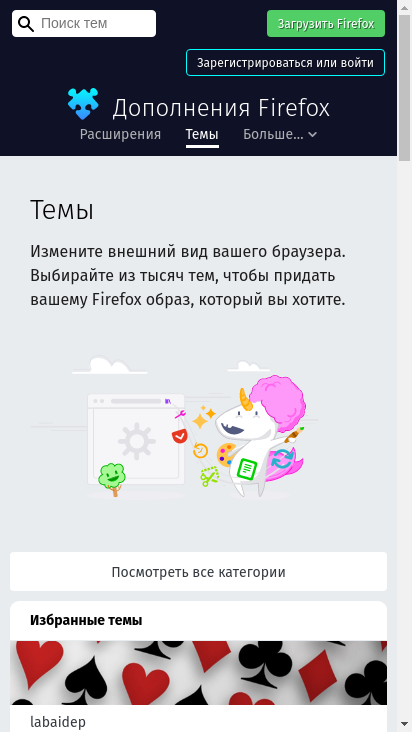 Поиск тем
Загрузить Firefox
Зарегистрироваться или войти
Дополнения Firefox
Расширения Темы Больше...
Темы
Измените внешний вид вашего браузера.
Выбирайте из тысяч тем, чтобы придать
вашему Firefox образ, который вы хотите.
Посмотреть все категории
Избранные темы
labaidep